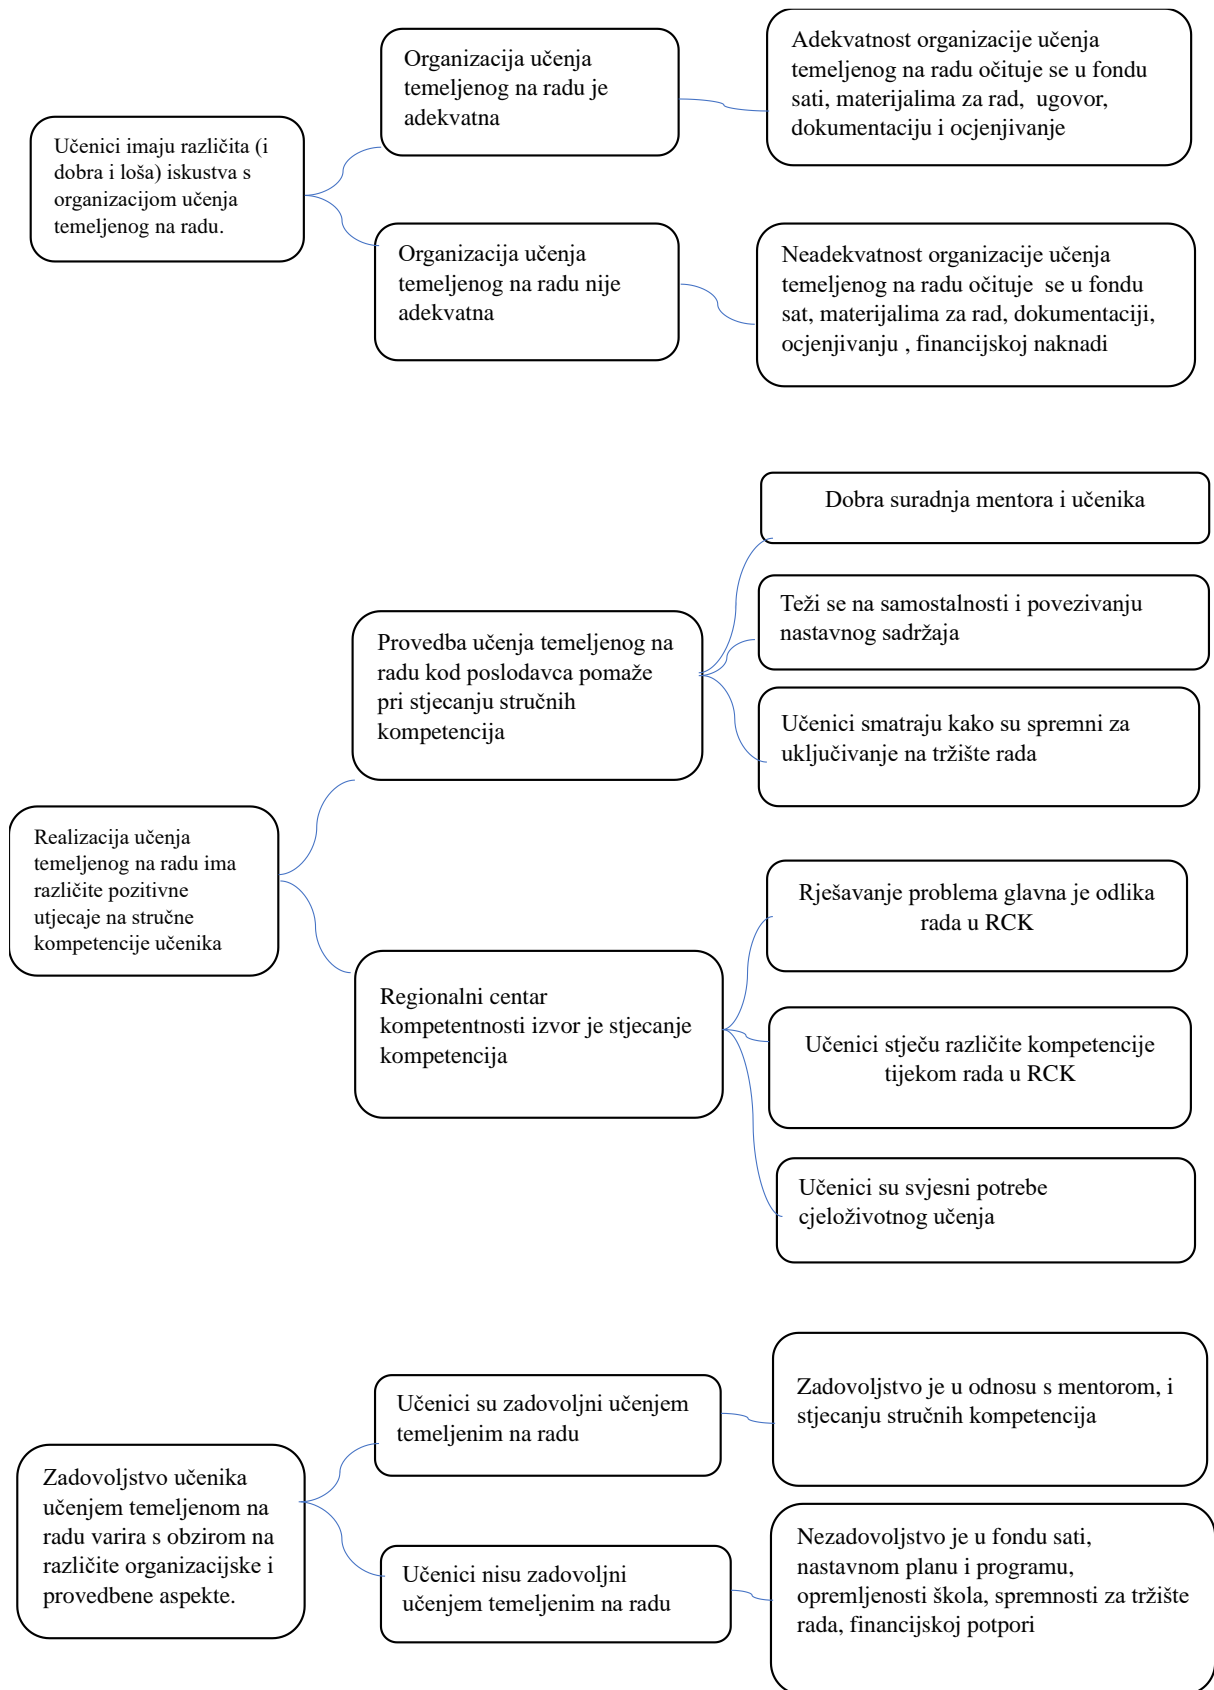 Učenici imaju različita (i
dobra i loša) iskustva s
organizacijom učenja
temeljenog na radu.
Organizacija učenja
temeljenog na radu je
adekvatna
Adekvatnost organizacije učenja
temeljenog na radu očituje se u fondu
sati, materijalima za rad,  ugovor,
dokumentaciju i ocjenjivanje
Organizacija učenja
temeljenog na radu nije
adekvatna
Neadekvatnost organizacije učenja
temeljenog na radu očituje  se u fondu
sat, materijalima za rad, dokumentaciji,
ocjenjivanju , financijskoj naknadi
Realizacija učenja
temeljenog na radu ima
različite pozitivne
utjecaje na stručne
kompetencije učenika
Provedba učenja temeljenog na
radu kod poslodavca pomaže
pri stjecanju stručnih
kompetencija
Dobra suradnja mentora i učenika
Teži se na samostalnosti i povezivanju
nastavnog sadržaja
Učenici smatraju kako su spremni za
uključivanje na tržište rada
Regionalni centar
kompetentnosti izvor je stjecanje
kompetencija
Rješavanje problema glavna je odlika
rada u RCK
Učenici stječu različite kompetencije
tijekom rada u RCK
Učenici su svjesni potrebe
cjeloživotnog učenja
Zadovoljstvo učenika
učenjem temeljenom na
radu varira s obzirom na
različite organizacijske i
provedbene aspekte.
Učenici su zadovoljni učenjem
temeljenim na radu
Zadovoljstvo je u odnosu s mentorom, i
stjecanju stručnih kompetencija
Učenici nisu zadovoljni
učenjem temeljenim na radu
Nezadovoljstvo je u fondu sati,
nastavnom planu i programu,
opremljenosti škola, spremnosti za tržište
rada, financijskoj potpori